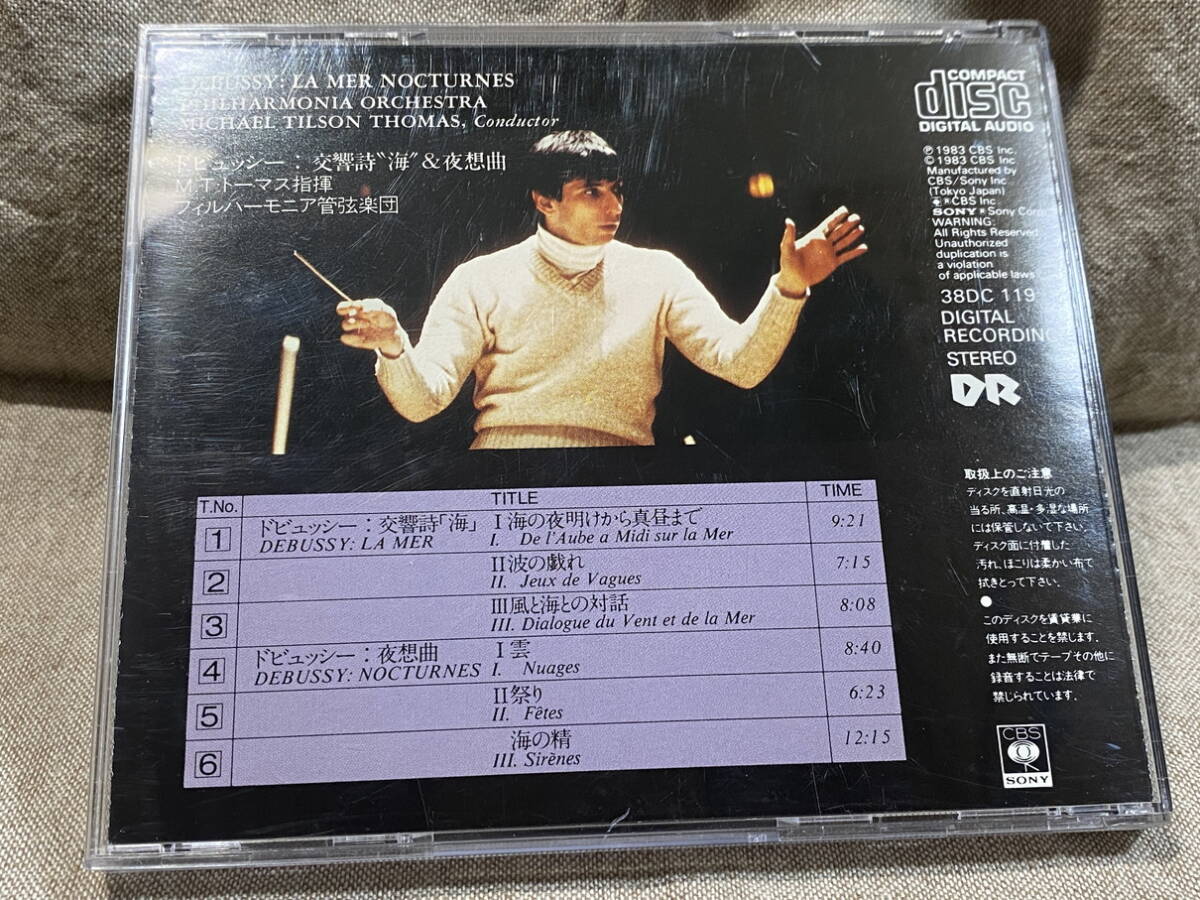 DEBUSSY: LA MER NOCTURNES
PHILHARMONIA ORCHESTRA
MICHAEL TILSON THOMAS, Conductor
ドビュッシー：交響詩〝海〟&夜想曲
M.T.トーマス指揮
フィルハーモニア管弦楽団
COMPACT
disc
DIGITAL AUDIO
℗ 1983 CBS Inc.
© 1983 CBS Inc
Manufactured by
CBS/Sony Inc
(Tokyo Japan)
CBS Inc
SONY ※ Sony
WARNING:
All Rights Reserved
Unauthorized
duplication is
a violation
of applicable laws
38DC 119
DIGITAL
RECORDING
STEREO
DR
T.No. TITLE TIME
1 ドビュッシー：交響詩「海」 I 海の夜明けから真昼まで 9:21
DEBUSSY: LA MER I. De l'Aube a Midi sur la Mer
2 II 波の戯れ 7:15
II. Jeux de Vagues
3 III 風と海との対話 8:08
III. Dialogue du Vent et de la Mer
4 ドビュッシー：夜想曲 I 雲 8:40
DEBUSSY: NOCTURNES I. Nuages
5 II 祭り 6:23
II. Fêtes
6 海の精 12:15
III. Sirènes
取扱上のご注意
ディスクを直射日光の
当る所、高温・多湿な場所
には保管しないで下さい。
ディスク面に付着した
汚れ、ほこりは柔かい布で
拭きとって下さい。
●
このディスクを賃貸業に
使用することを禁じます。
また無断でテープその他に
録音することは法律で
禁じられています。
CBS
SONY